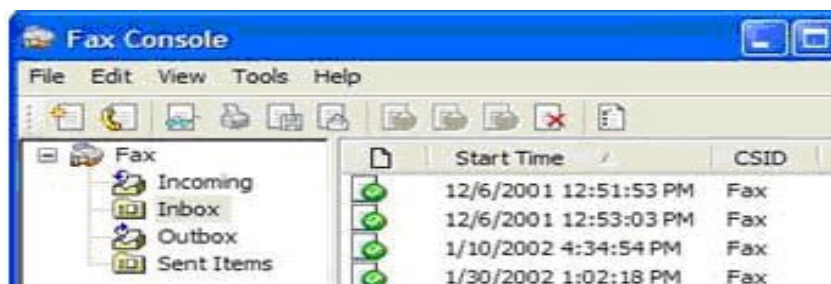 Fax Console
File Edit View Tools Help
Fax
Incoming
Inbox
Outbox
Sent Items
Start Time CSID
12/6/2001 12:51:53 PM Fax
12/6/2001 12:53:03 PM Fax
1/10/2002 4:34:54 PM Fax
1/30/2002 1:02:18 PM Fax